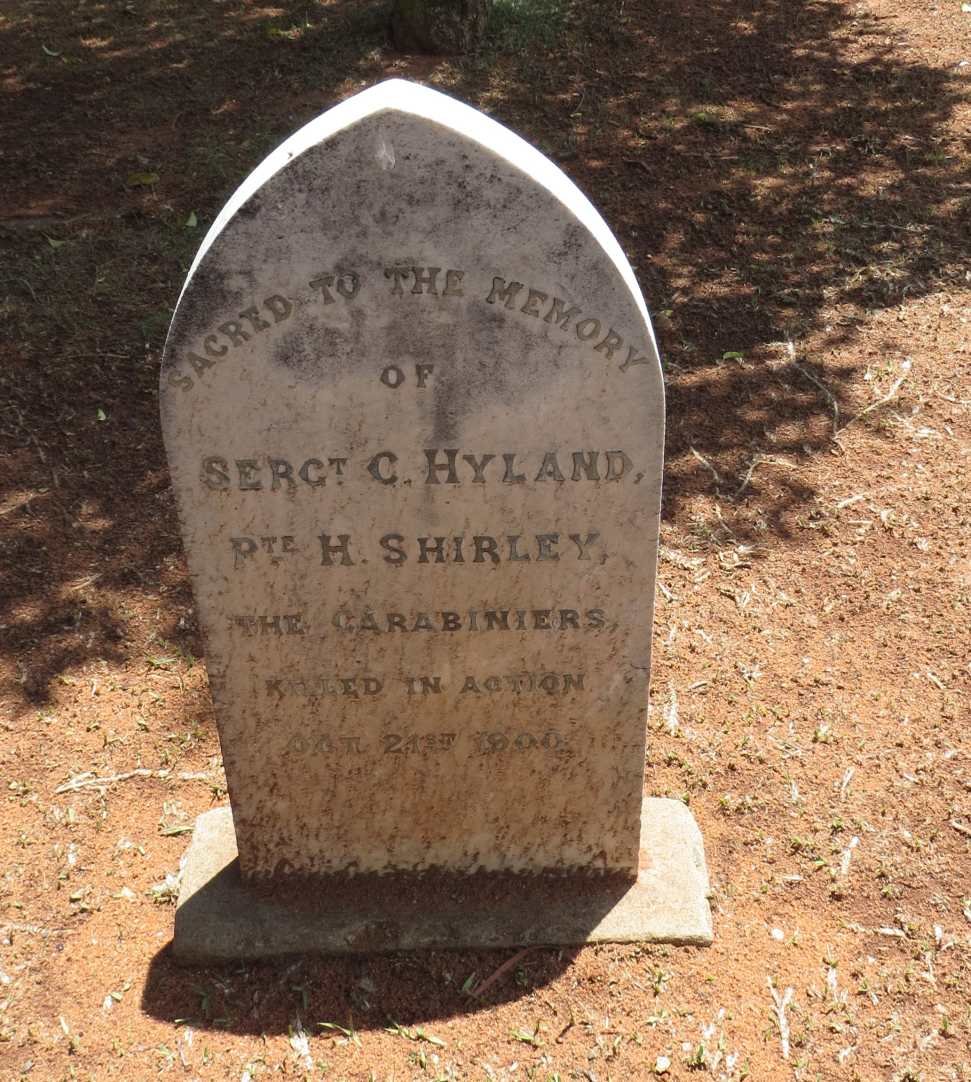 SACRED TO THE MEMORY
OF
SERGT C. HYLAND,
PTE H. SHIRLEY,
THE CARABINIERS,
KILLED IN ACTION
OCT. 21ST 1900.